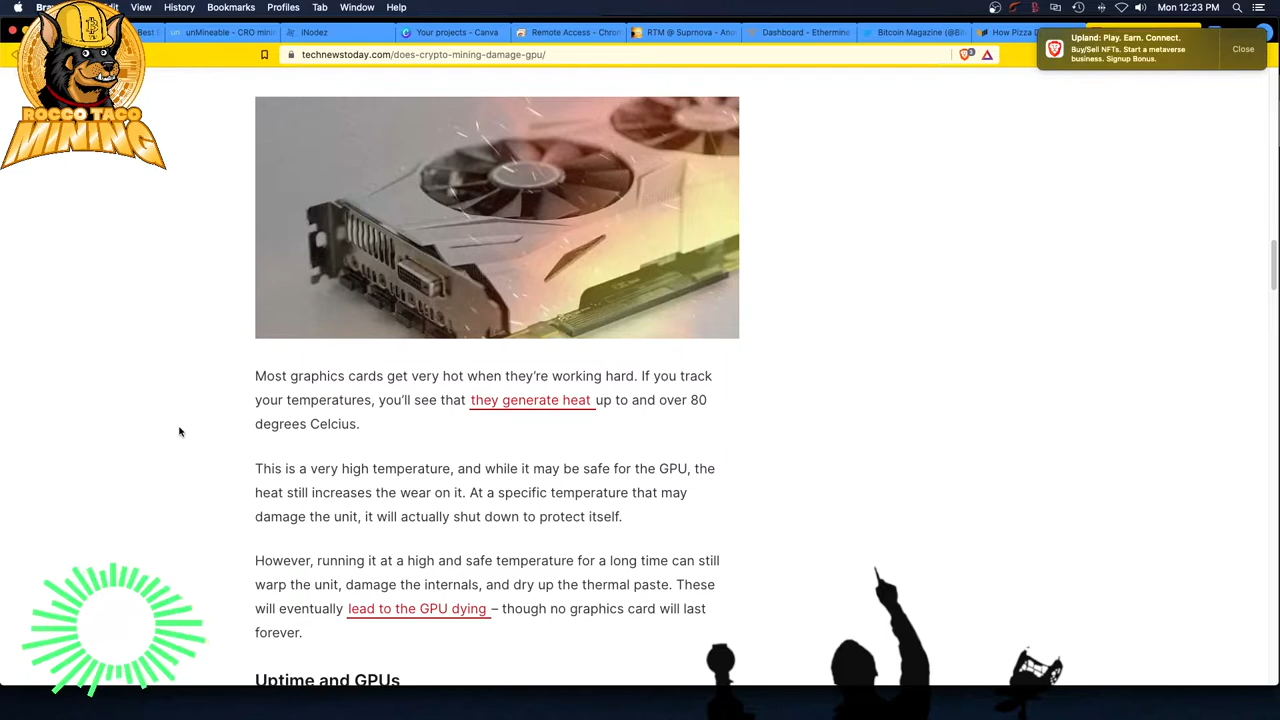 View History Bookmarks Profiles Tab Window Help
Mon 12:23 PM
unMineable - CRO minin
iNodez
Your projects - Canva
Remote Access - Chrom
RTM @ Suprnova - Ano
Dashboard - Ethermine
Bitcoin Magazine (@Bit
How Pizza D
technewstoday.com/does-crypto-mining-damage-gpu/
Upland: Play. Earn. Connect.
Buy/Sell NFTs. Start a metaverse
business. Signup Bonus.
Close
ROCCO TACO
MINING
Most graphics cards get very hot when they’re working hard. If you track
your temperatures, you’ll see that they generate heat up to and over 80
degrees Celcius.
This is a very high temperature, and while it may be safe for the GPU, the
heat still increases the wear on it. At a specific temperature that may
damage the unit, it will actually shut down to protect itself.
However, running it at a high and safe temperature for a long time can still
warp the unit, damage the internals, and dry up the thermal paste. These
will eventually lead to the GPU dying – though no graphics card will last
forever.
Uptime and GPUs